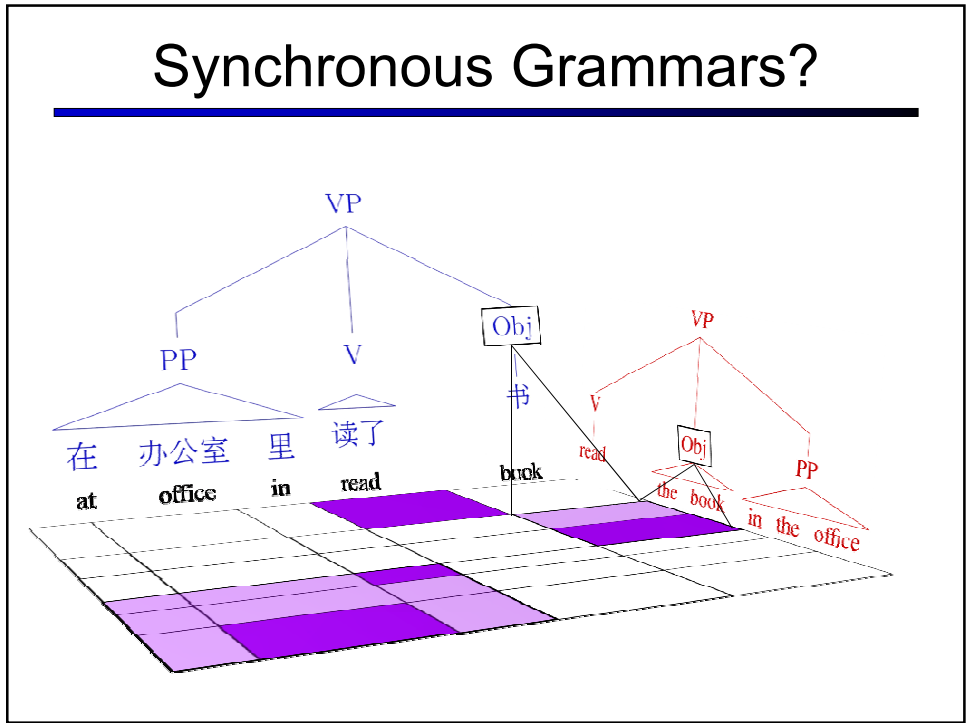 Synchronous Grammars?
VP
PP
V
Obj
在 办公室 里 读了 书
at office in read book
VP
V
Obj
PP
read the book in the office